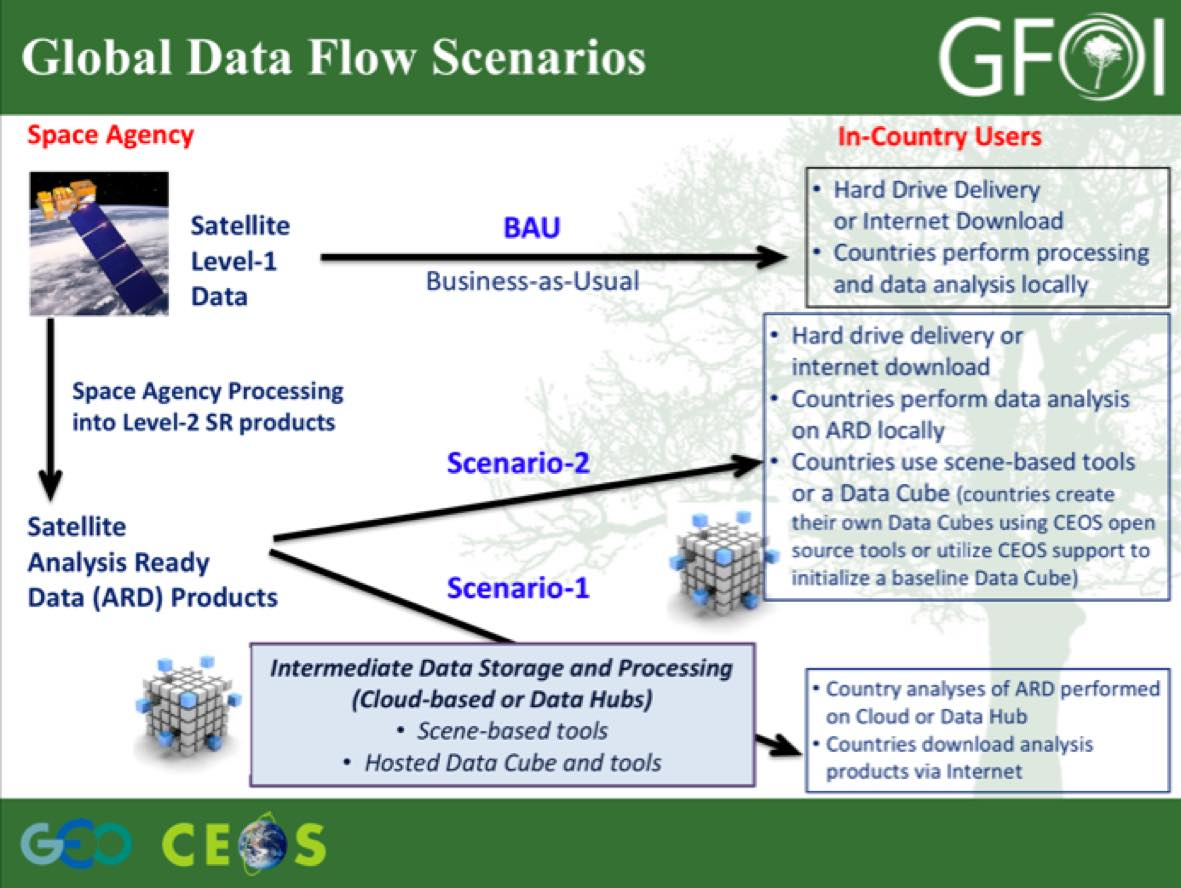 Global Data Flow Scenarios
GFOI
Space Agency
In-Country Users
Satellite
Level-1
Data
BAU
Business-as-Usual
• Hard Drive Delivery
or Internet Download
• Countries perform processing
and data analysis locally
Space Agency Processing
into Level-2 SR products
• Hard drive delivery or
internet download
• Countries perform data analysis
on ARD locally
• Countries use scene-based tools
or a Data Cube (countries create
their own Data Cubes using CEOS open
source tools or utilize CEOS support to
initialize a baseline Data Cube)
Scenario-2
Satellite
Analysis Ready
Data (ARD) Products
Scenario-1
Intermediate Data Storage and Processing
(Cloud-based or Data Hubs)
• Scene-based tools
• Hosted Data Cube and tools
• Country analyses of ARD performed
on Cloud or Data Hub
• Countries download analysis
products via Internet
GEO CEOS